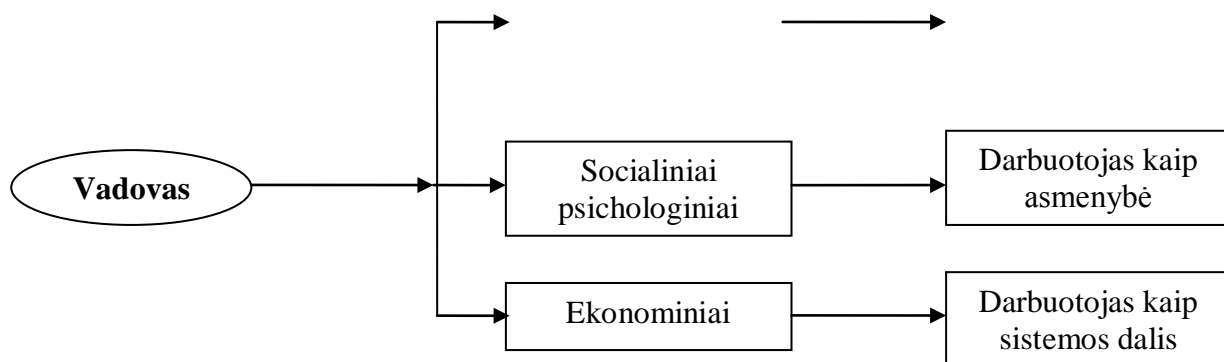 Vadovas
Socialiniai
psichologiniai
Darbuotojas kaip
asmenybė
Ekonominiai
Darbuotojas kaip
sistemos dalis